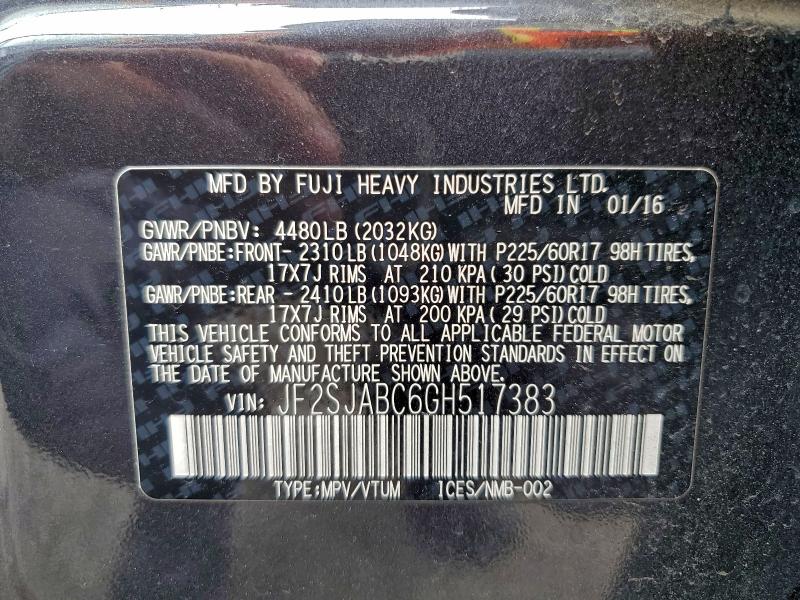 MFD BY FUJI HEAVY INDUSTRIES LTD.
MFD IN 01/16
GVWR/PNBV: 4480LB (2032KG)
GAWR/PNBE:FRONT- 2310LB (1048KG) WITH P225/60R17 98H TIRES,
17X7J RIMS AT 210 KPA ( 30 PSI) COLD
GAWR/PNBE:REAR - 2410LB (1093KG) WITH P225/60R17 98H TIRES,
17X7J RIMS AT 200 KPA ( 29 PSI) COLD
THIS VEHICLE CONFORMS TO ALL APPLICABLE FEDERAL MOTOR
VEHICLE SAFETY AND THEFT PREVENTION STANDARDS IN EFFECT ON
THE DATE OF MANUFACTURE SHOWN ABOVE.
VIN: JF2SJABC6GH517383
TYPE:MPV/VTUM ICES/NMB-002